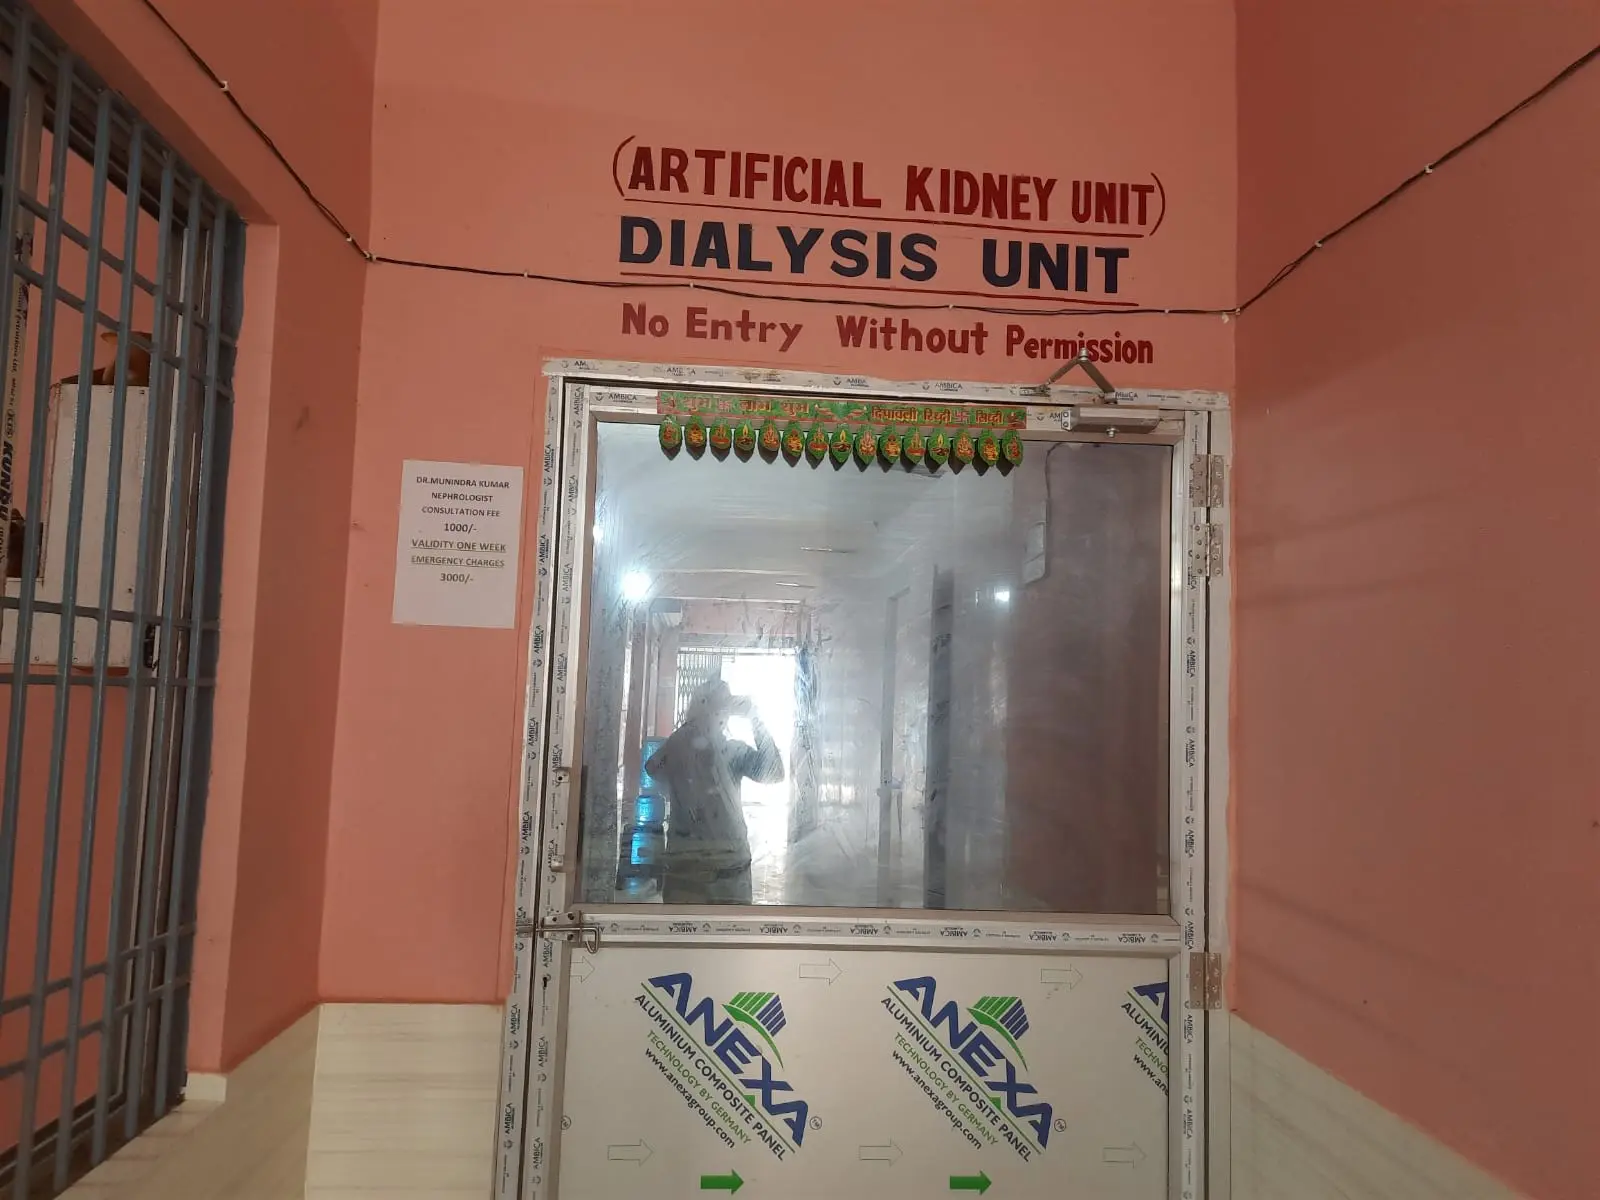 (ARTIFICIAL KIDNEY UNIT)
DIALYSIS UNIT
No Entry Without Permission
शुभ लाभ शुभ
दिपावली रिध्दी सिध्दी
DR.MUNINDRA KUMAR
NEPHROLOGIST
CONSULTATION FEE
1000/-
VALIDITY ONE WEEK
EMERGENCY CHARGES
3000/-
AMBICA
ANEXA
ALUMINIUM COMPOSITE PANEL
TECHNOLOGY BY GERMANY
www.anexagroup.com
ANEXA
ALUMINIUM COMPOSITE PANEL
TECHNOLOGY BY GERMANY
www.anexagroup.com